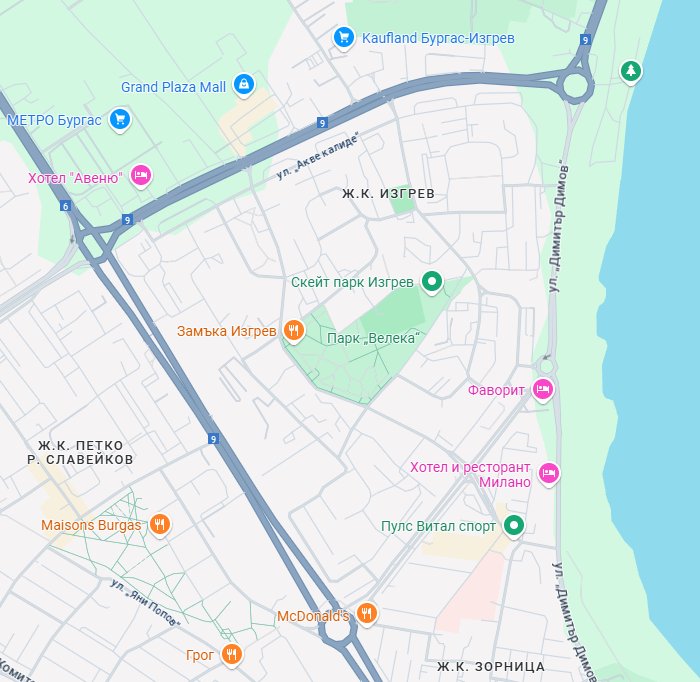 Kaufland Бургас-Изгрев
9
Grand Plaza Mall
МЕТРО Бургас
9
ул. „Акве калиде“
Хотел "Авеню"
Ж.К. ИЗГРЕВ
6
9
ул. „Димитър Димов“
Скейт парк Изгрев
Замъка Изгрев
Парк „Велека“
Фаворит
9
Ж.К. ПЕТКО
Р. СЛАВЕЙКОВ
Хотел и ресторант
Милано
Maisons Burgas
Пулс Витал спорт
ул. „Яни Попов“
ул. „Димитър Димов
McDonald's
Грог
Ж.К. ЗОРНИЦА